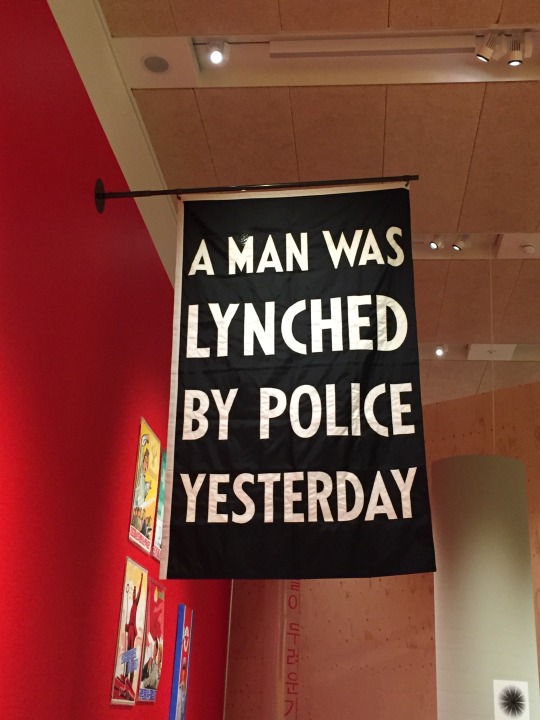 A MAN WAS
LYNCHED
BY POLICE
YESTERDAY